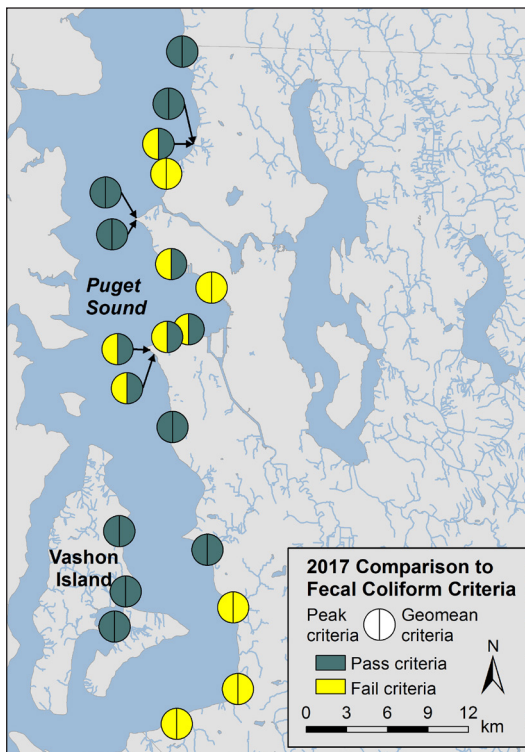 Puget
Sound
Vashon
Island
2017 Comparison to
Fecal Coliform Criteria
Peak
criteria
Geomean
criteria
Pass criteria
Fail criteria
N
0 3 6 9 12
km